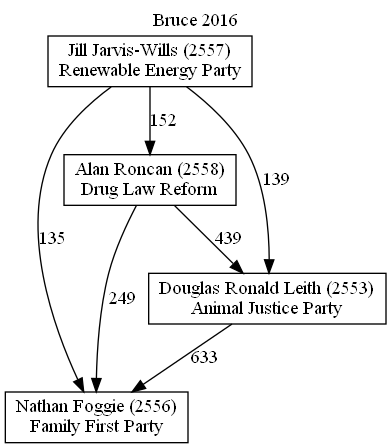 Bruce 2016
Jill Jarvis-Wills (2557)
Renewable Energy Party
152
Alan Roncan (2558)
Drug Law Reform
139
135
249
439
Douglas Ronald Leith (2553)
Animal Justice Party
633
Nathan Foggie (2556)
Family First Party